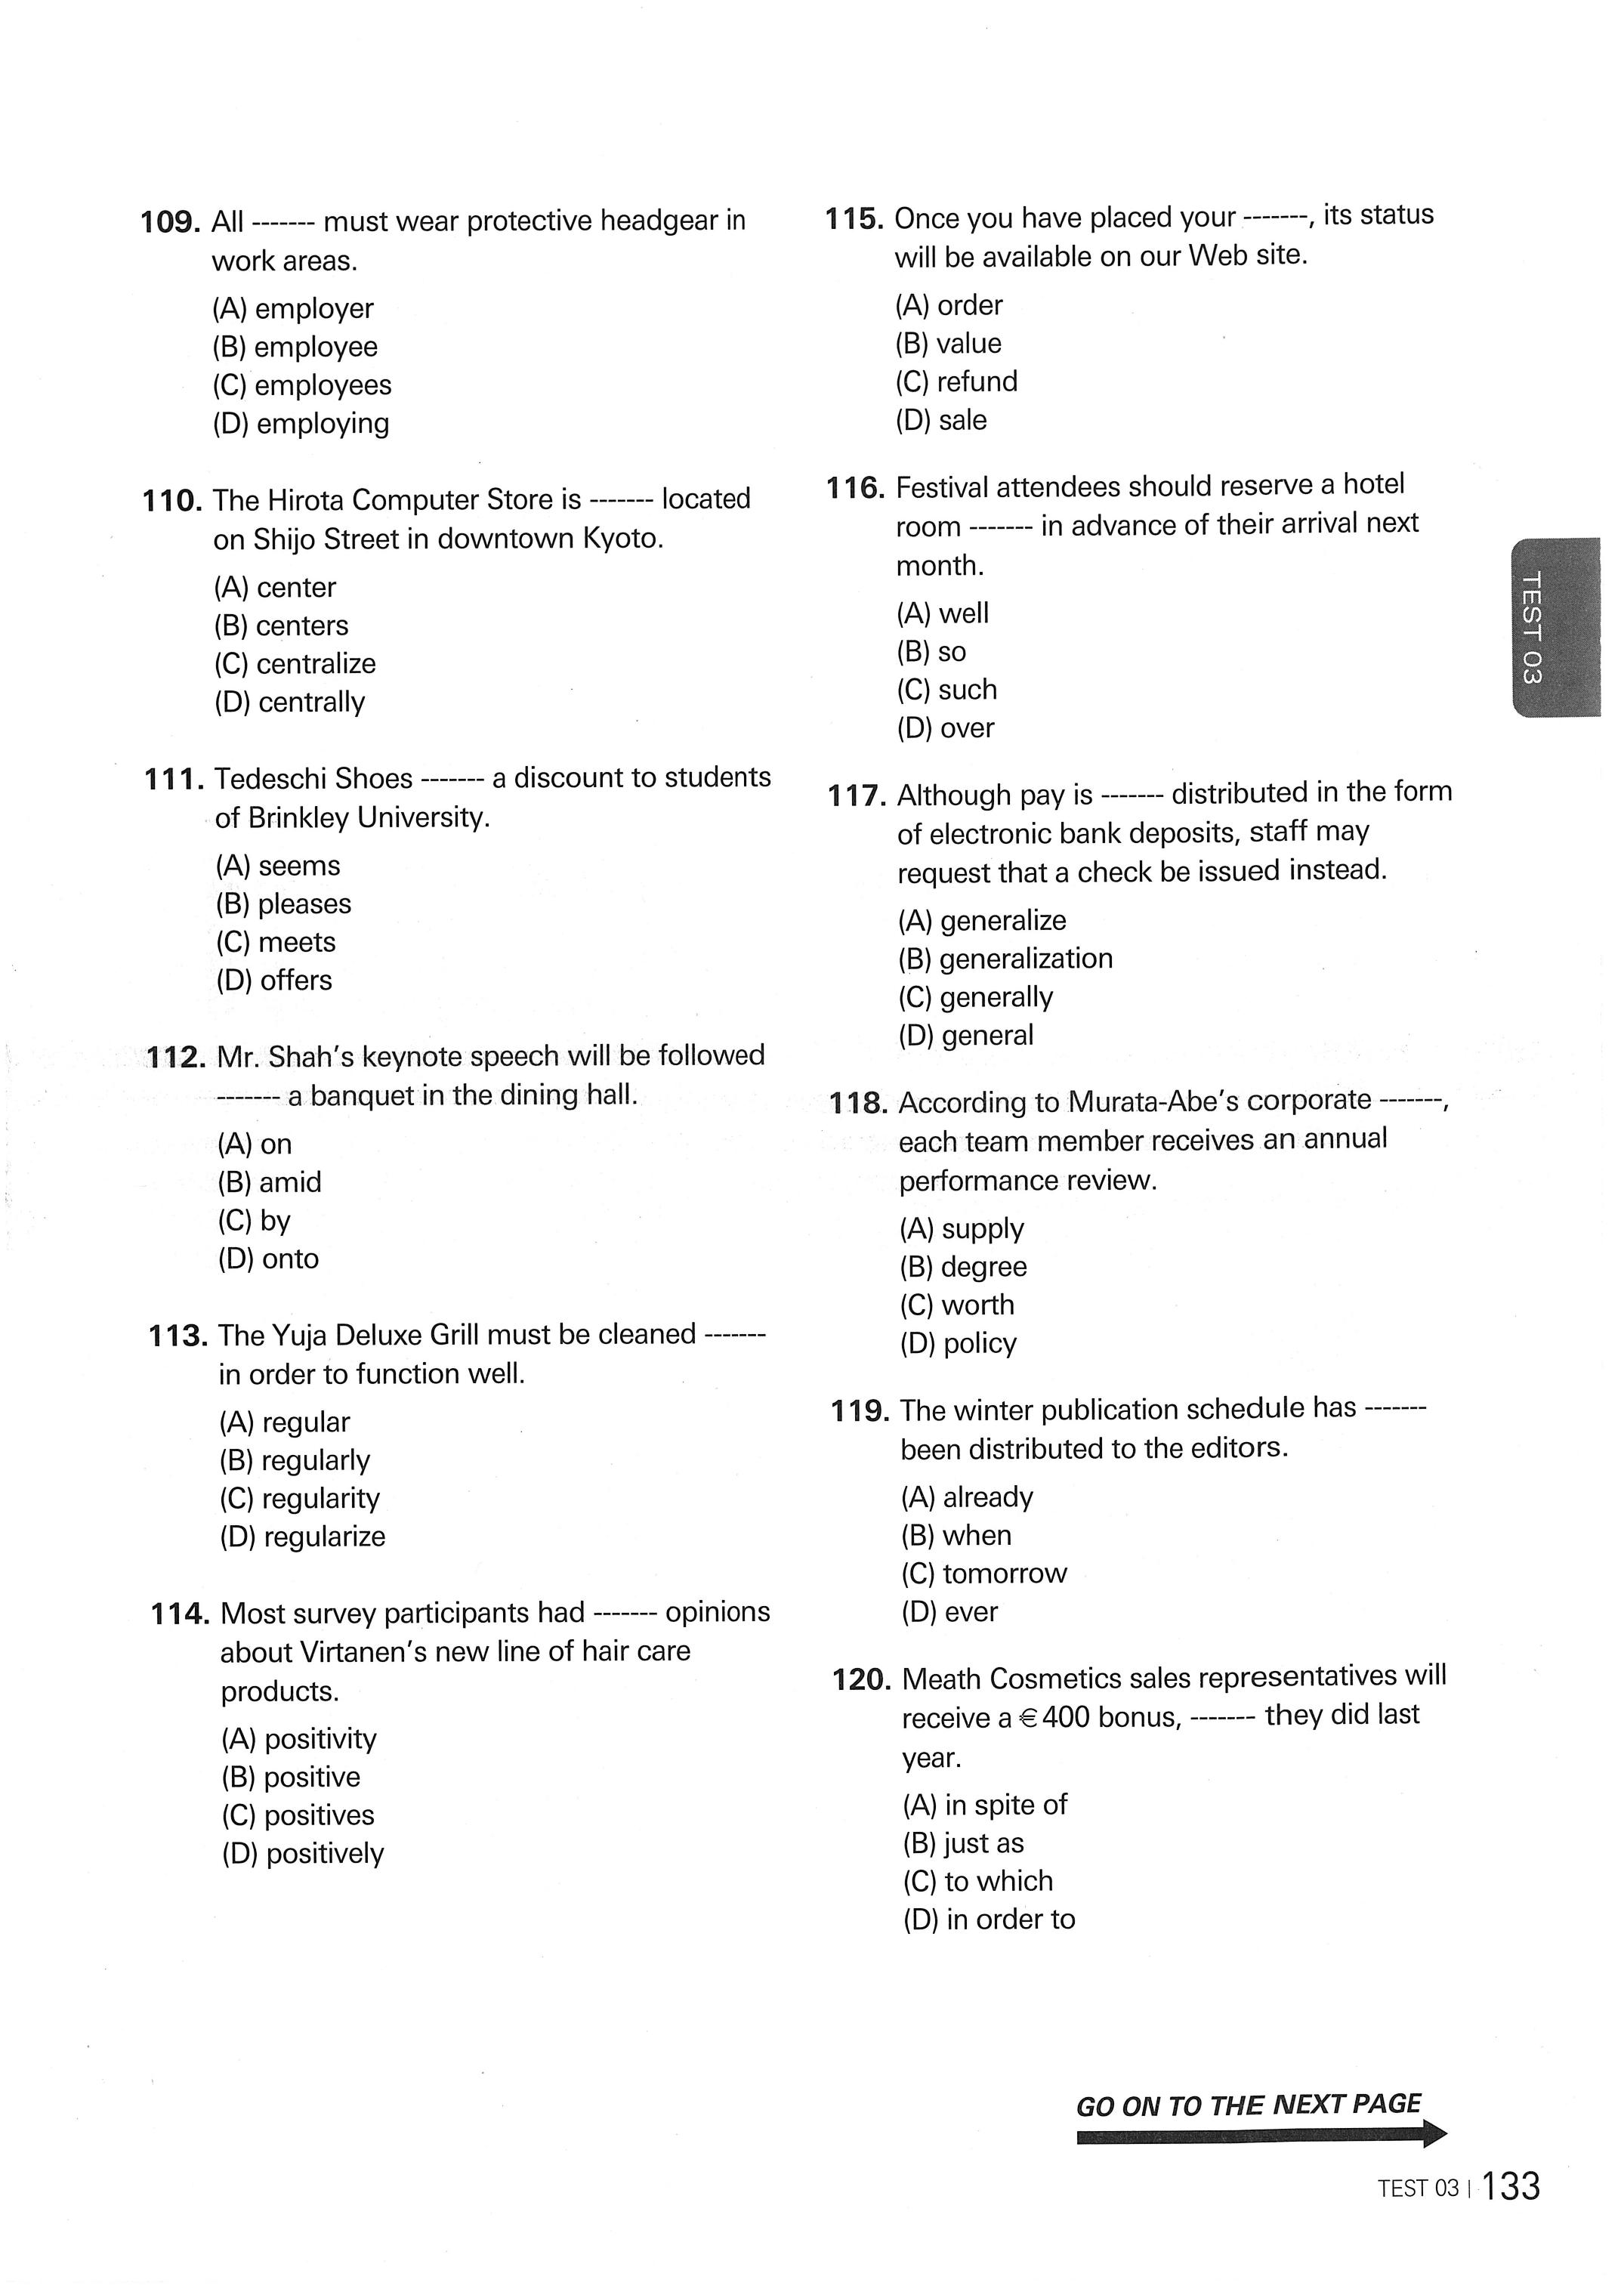 109. All ------- must wear protective headgear in
work areas.
(A) employer
(B) employee
(C) employees
(D) employing
110. The Hirota Computer Store is ------- located
on Shijo Street in downtown Kyoto.
(A) center
(B) centers
(C) centralize
(D) centrally
111. Tedeschi Shoes ------- a discount to students
of Brinkley University.
(A) seems
(B) pleases
(C) meets
(D) offers
112. Mr. Shah's keynote speech will be followed
------- a banquet in the dining hall.
(A) on
(B) amid
(C) by
(D) onto
113. The Yuja Deluxe Grill must be cleaned -------
in order to function well.
(A) regular
(B) regularly
(C) regularity
(D) regularize
114. Most survey participants had ------- opinions
about Virtanen's new line of hair care
products.
(A) positivity
(B) positive
(C) positives
(D) positively
115. Once you have placed your -------, its status
will be available on our Web site.
(A) order
(B) value
(C) refund
(D) sale
116. Festival attendees should reserve a hotel
room ------- in advance of their arrival next
month.
(A) well
(B) so
(C) such
(D) over
117. Although pay is ------- distributed in the form
of electronic bank deposits, staff may
request that a check be issued instead.
(A) generalize
(B) generalization
(C) generally
(D) general
118. According to Murata-Abe's corporate -------,
each team member receives an annual
performance review.
(A) supply
(B) degree
(C) worth
(D) policy
119. The winter publication schedule has -------
been distributed to the editors.
(A) already
(B) when
(C) tomorrow
(D) ever
120. Meath Cosmetics sales representatives will
receive a €400 bonus, ------- they did last
year.
(A) in spite of
(B) just as
(C) to which
(D) in order to
TEST 03
GO ON TO THE NEXT PAGE
TEST 03 | 133